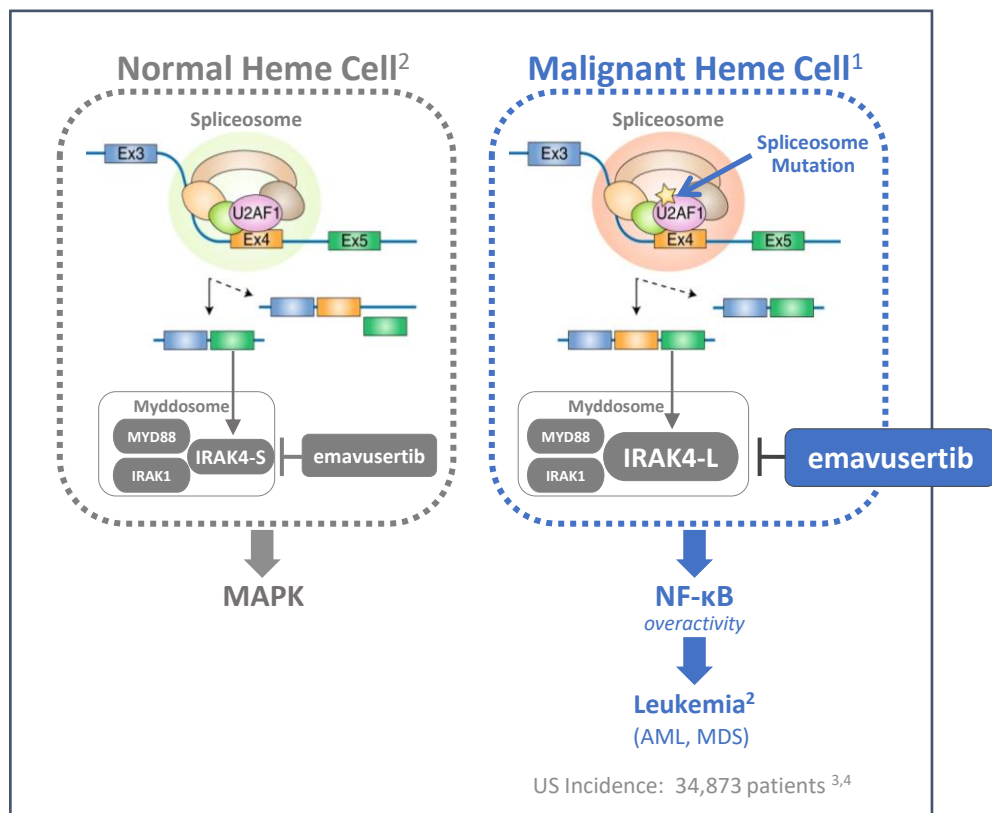 Normal Heme Cell²
Spliceosome
Ex3
U2AF1
Ex4
Ex5
Myddosome
MYD88
IRAK1
IRAK4-S
emavusertib
MAPK
Malignant Heme Cell¹
Spliceosome
Spliceosome
Mutation
Ex3
U2AF1
Ex4
Ex5
Myddosome
MYD88
IRAK1
IRAK4-L
emavusertib
NF-κB
overactivity
Leukemia²
(AML, MDS)
US Incidence: 34,873 patients ³,⁴